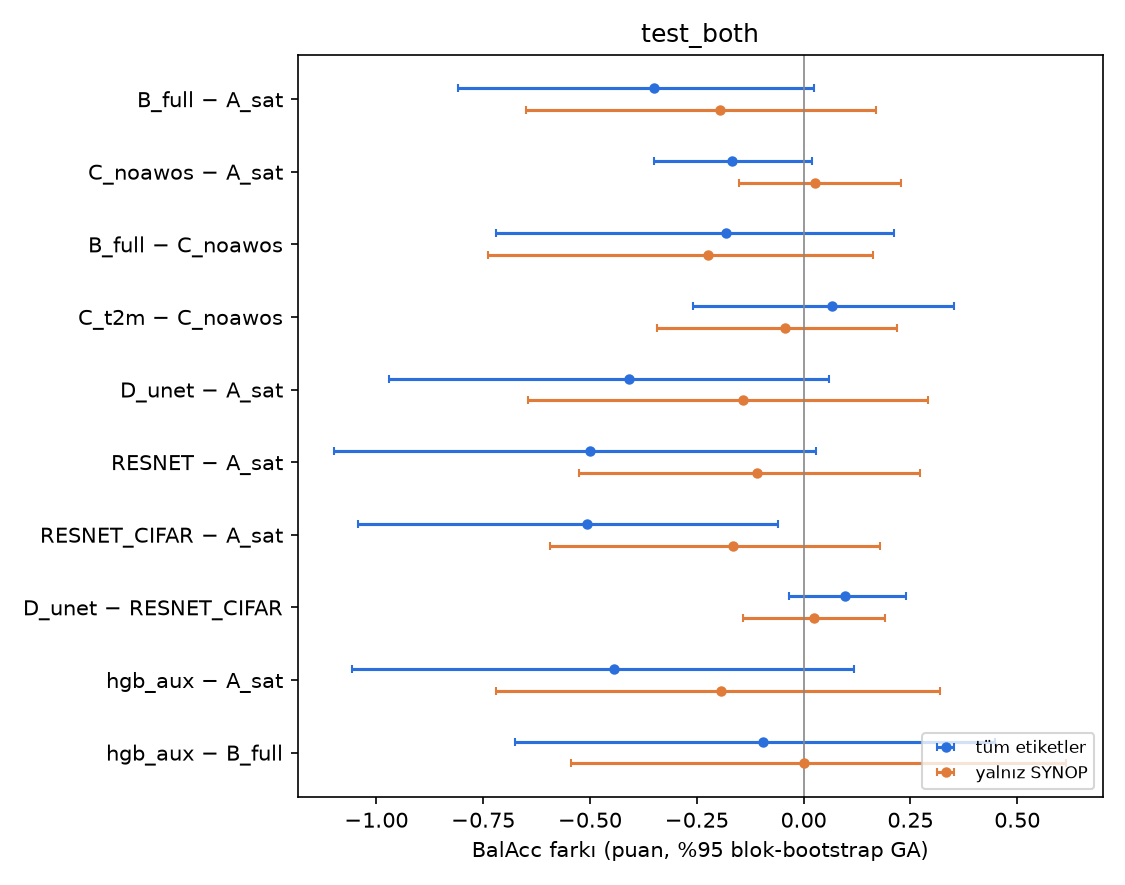 test_both
B_full − A_sat
C_noawos − A_sat
B_full − C_noawos
C_t2m − C_noawos
D_unet − A_sat
RESNET − A_sat
RESNET_CIFAR − A_sat
D_unet − RESNET_CIFAR
hgb_aux − A_sat
hgb_aux − B_full
tüm etiketler
yalnız SYNOP
−1.00 −0.75 −0.50 −0.25 0.00 0.25 0.50
BalAcc farkı (puan, %95 blok-bootstrap GA)